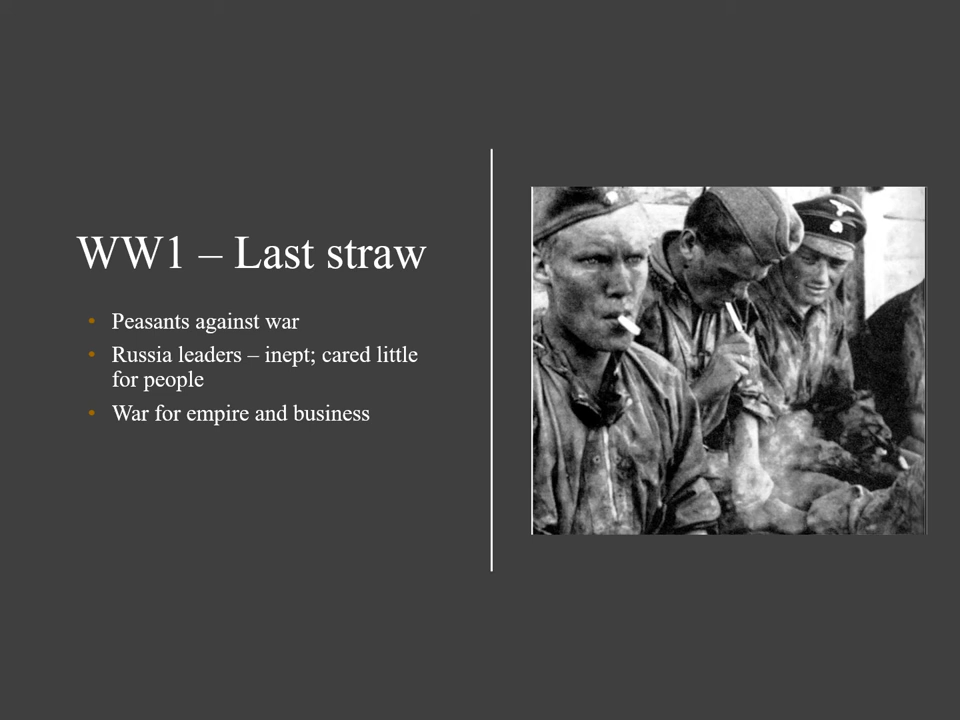 WW1 – Last straw
• Peasants against war
• Russia leaders – inept; cared little
for people
• War for empire and business